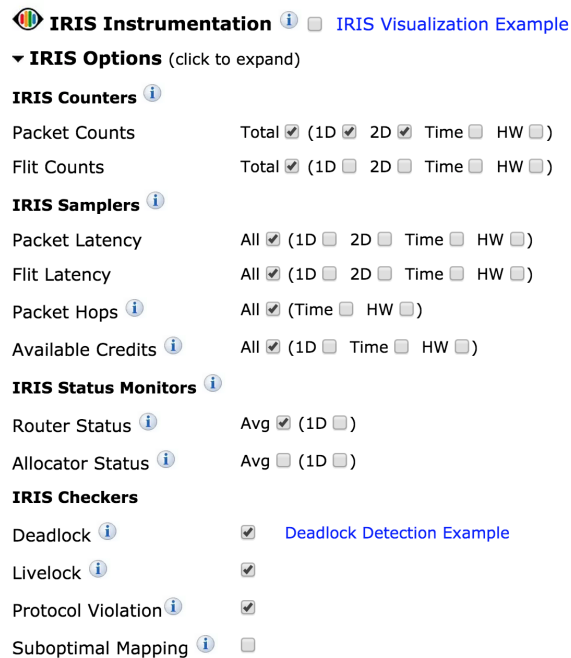 IRIS Instrumentation i IRIS Visualization Example
IRIS Options (click to expand)
IRIS Counters i
Packet Counts Total (1D 2D Time HW )
Flit Counts Total (1D 2D Time HW )
IRIS Samplers i
Packet Latency All (1D 2D Time HW )
Flit Latency All (1D 2D Time HW )
Packet Hops i All (Time HW )
Available Credits i All (1D Time HW )
IRIS Status Monitors i
Router Status i Avg (1D )
Allocator Status i Avg (1D )
IRIS Checkers
Deadlock i Deadlock Detection Example
Livelock i
Protocol Violation i
Suboptimal Mapping i